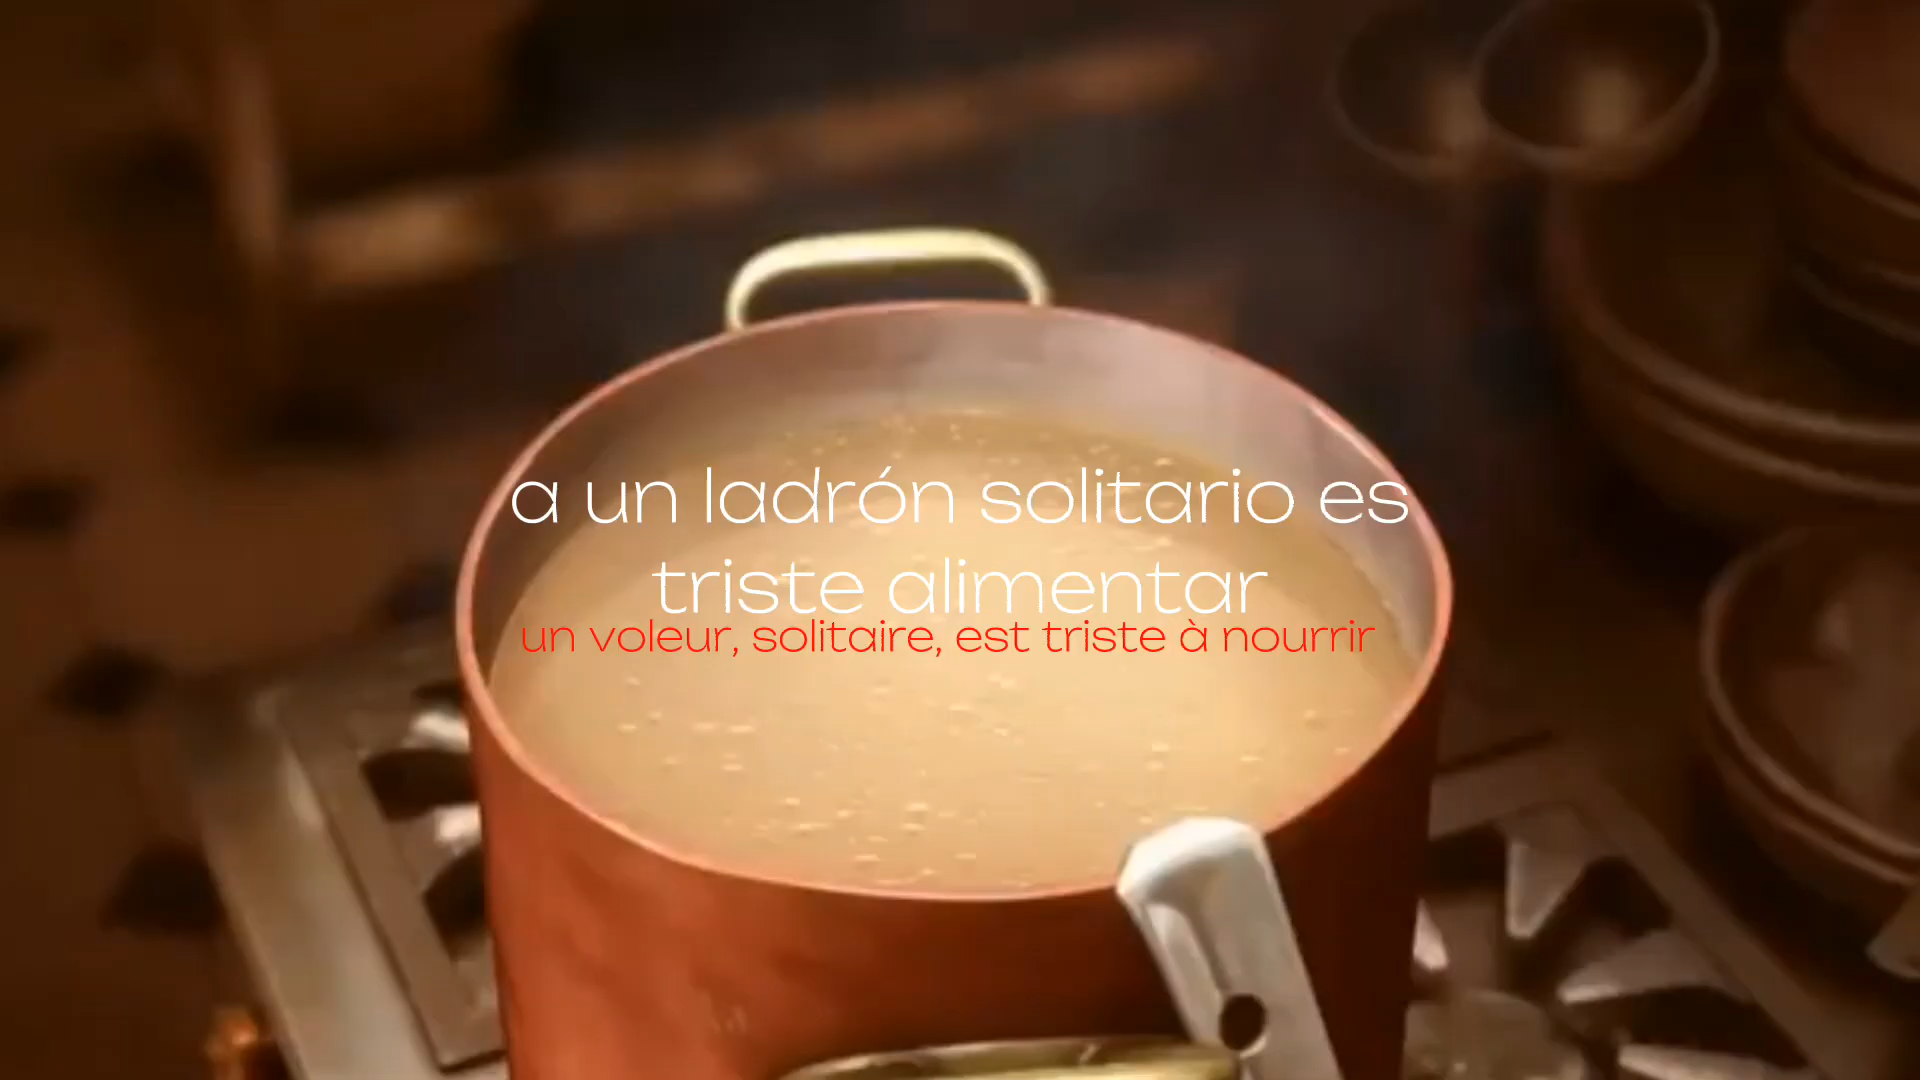 a un ladrón solitario es
triste alimentar
un voleur, solitaire, est triste à nourrir